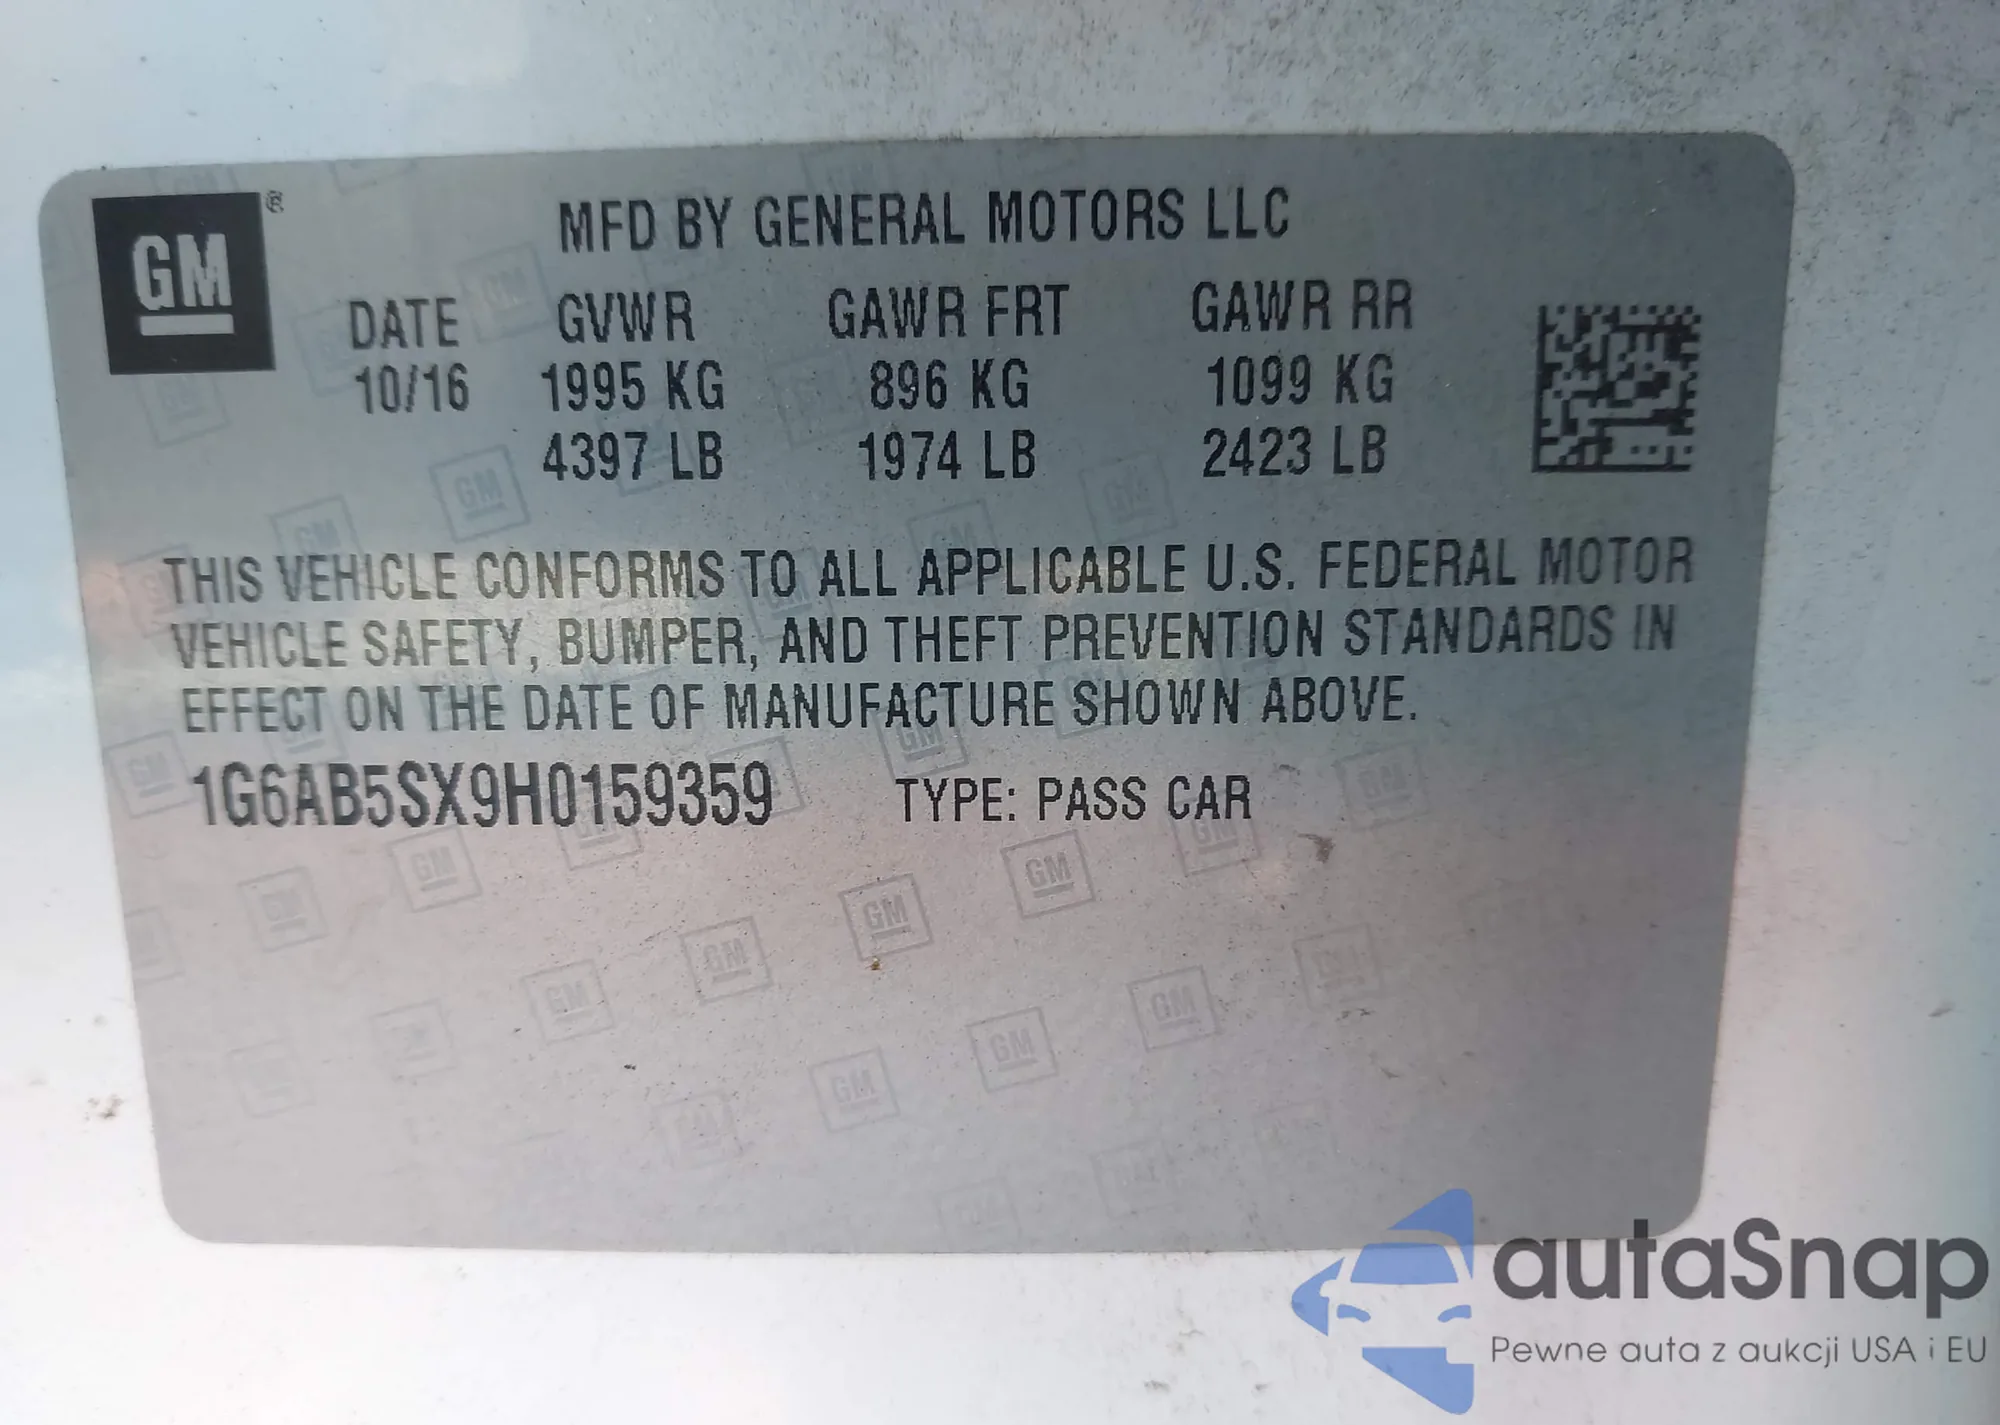 GM ®
MFD BY GENERAL MOTORS LLC
DATE GVWR GAWR FRT GAWR RR
10/16 1995 KG 896 KG 1099 KG
4397 LB 1974 LB 2423 LB
THIS VEHICLE CONFORMS TO ALL APPLICABLE U.S. FEDERAL MOTOR
VEHICLE SAFETY, BUMPER, AND THEFT PREVENTION STANDARDS IN
EFFECT ON THE DATE OF MANUFACTURE SHOWN ABOVE.
1G6AB5SX9H0159359 TYPE: PASS CAR
autaSnap
Pewne auta z aukcji USA i EU